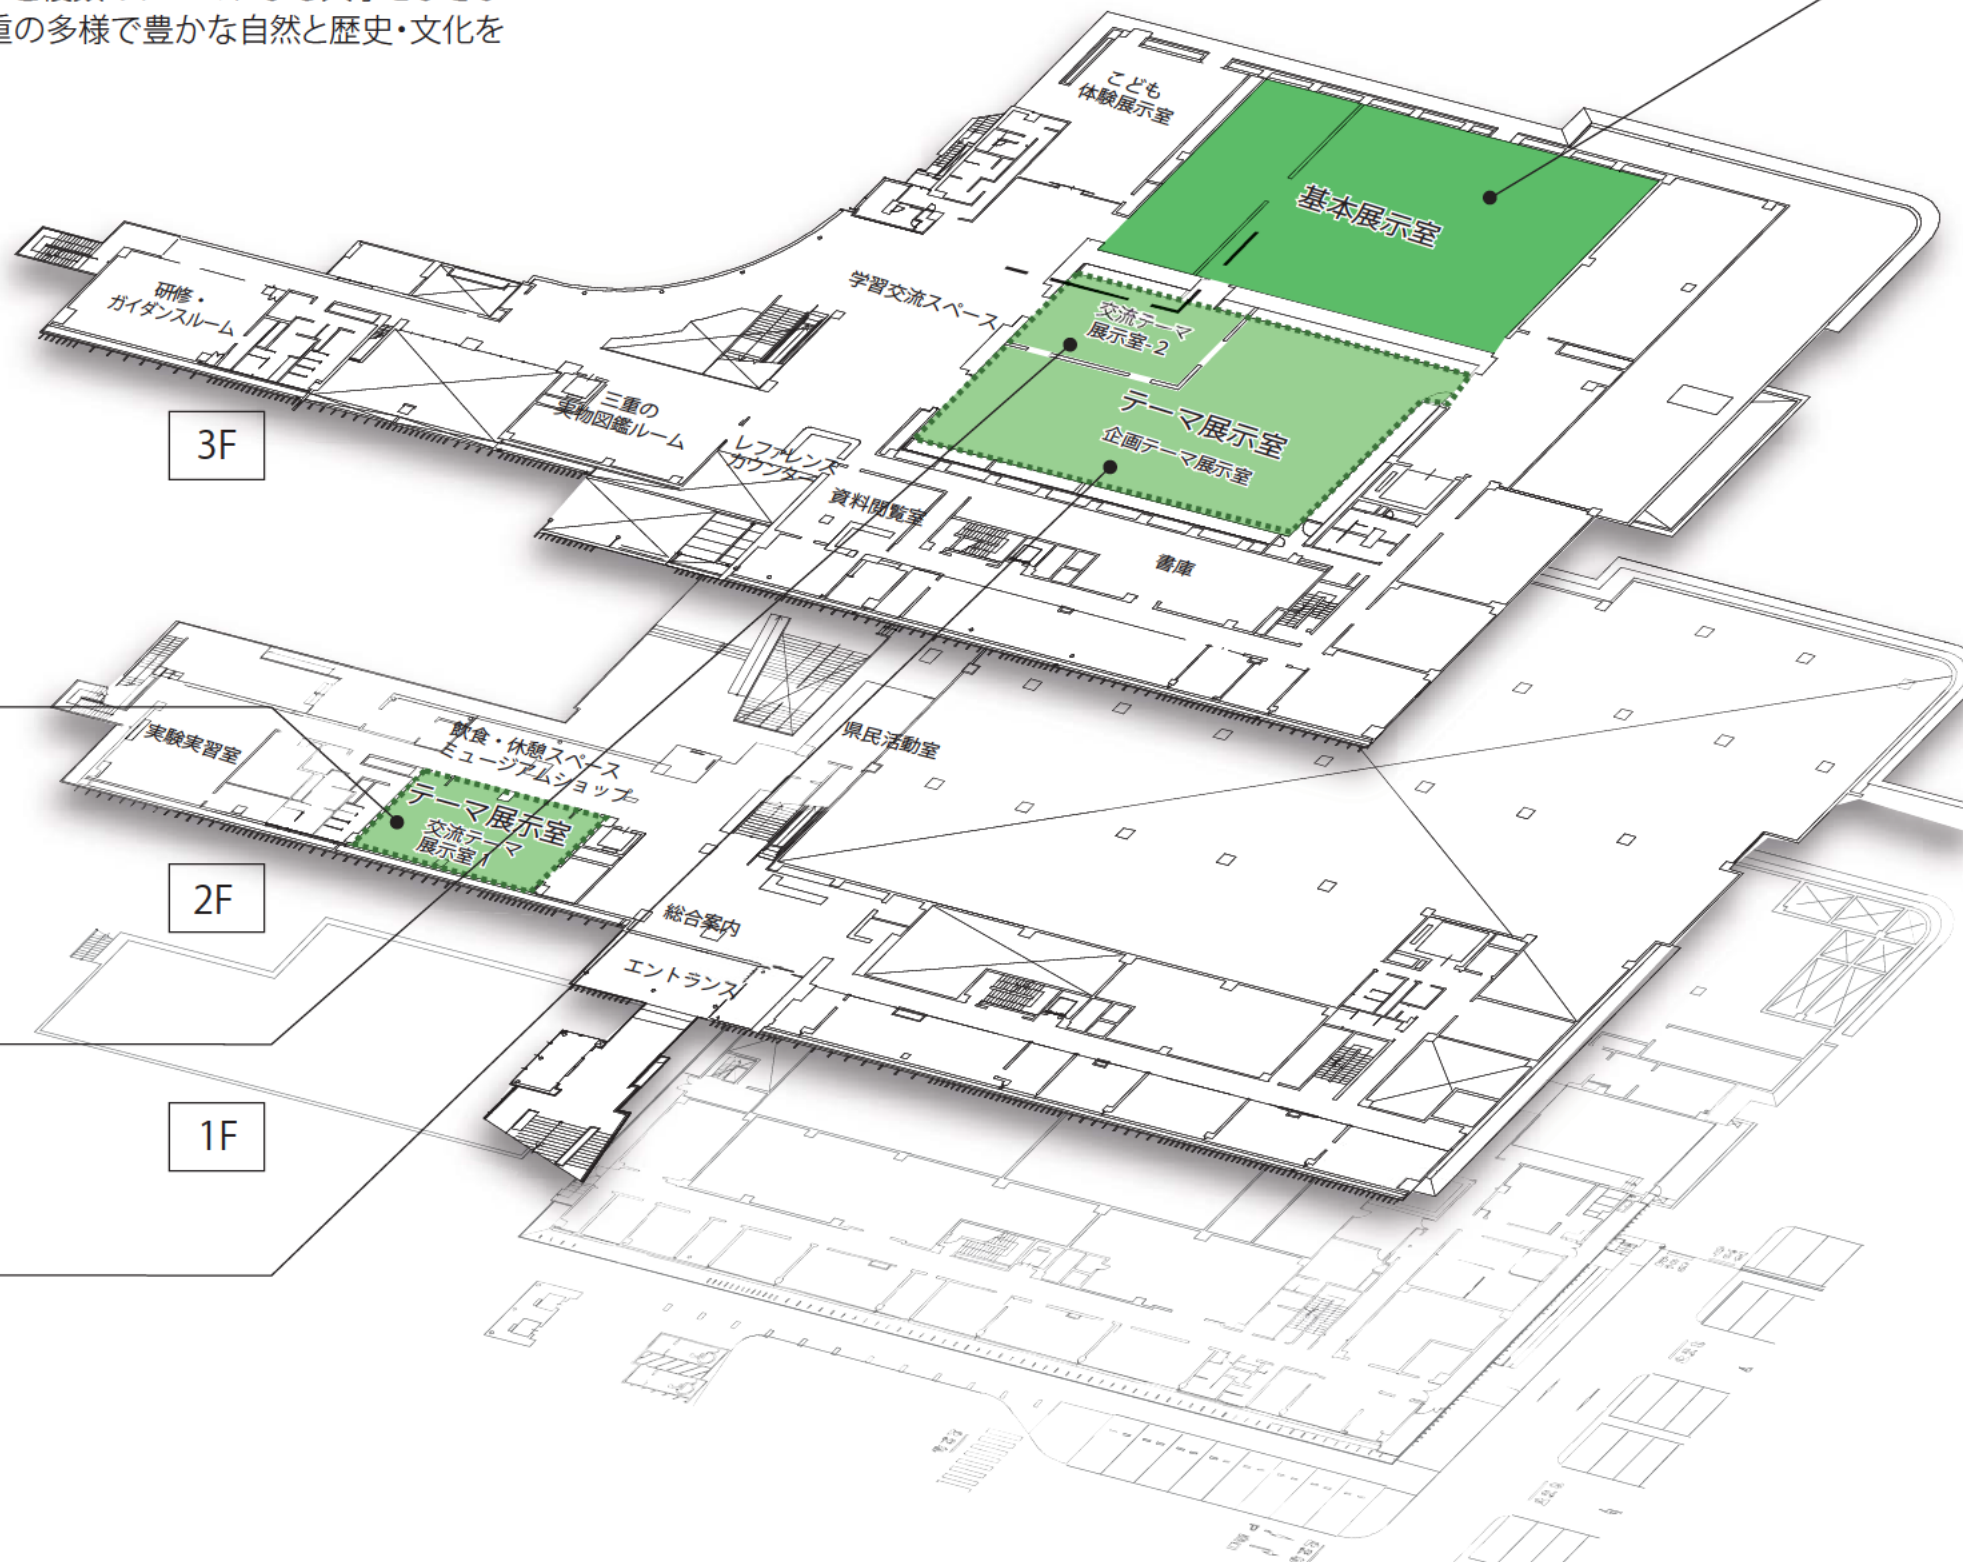 重の多様で豊かな自然と歴史・文化を
こども
体験展示室
基本展示室
学習交流スペース
交流テーマ
展示室-2
テーマ展示室
企画テーマ展示室
研修・
ガイダンスルーム
三重の
実物図鑑ルーム
レファレンス
カウンター
資料閲覧室
書庫
3F
実験実習室
飲食・休憩スペース
ミュージアムショップ
テーマ展示室
交流テーマ
展示室1
県民活動室
総合案内
エントランス
2F
1F